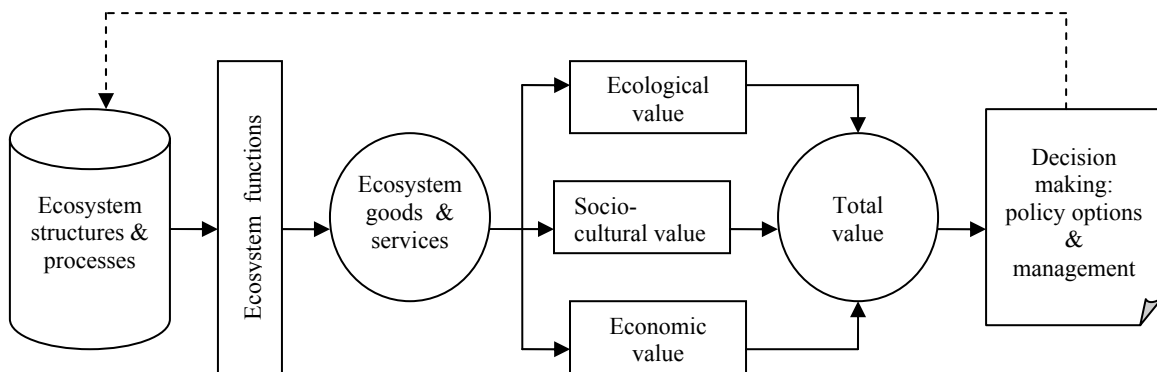 Ecosystem
structures &
processes
Ecosystem functions
Ecosystem
goods &
services
Ecological
value
Socio-
cultural value
Economic
value
Total
value
Decision
making:
policy options
&
management